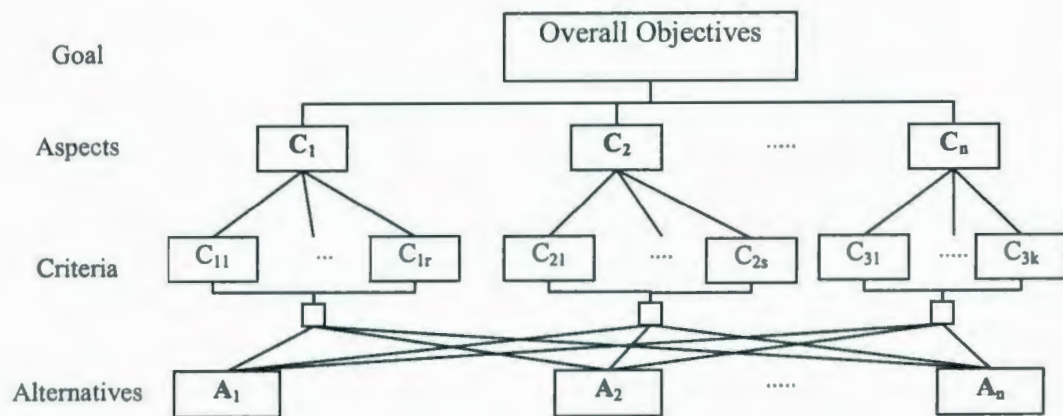 Goal Overall Objectives
Aspects C₁ C₂ ..... Cₙ
Criteria C₁₁ ... C₁ᵣ C₂₁ .... C₂ₛ C₃₁ ..... C₃ₖ
Alternatives A₁ A₂ ..... Aₙ